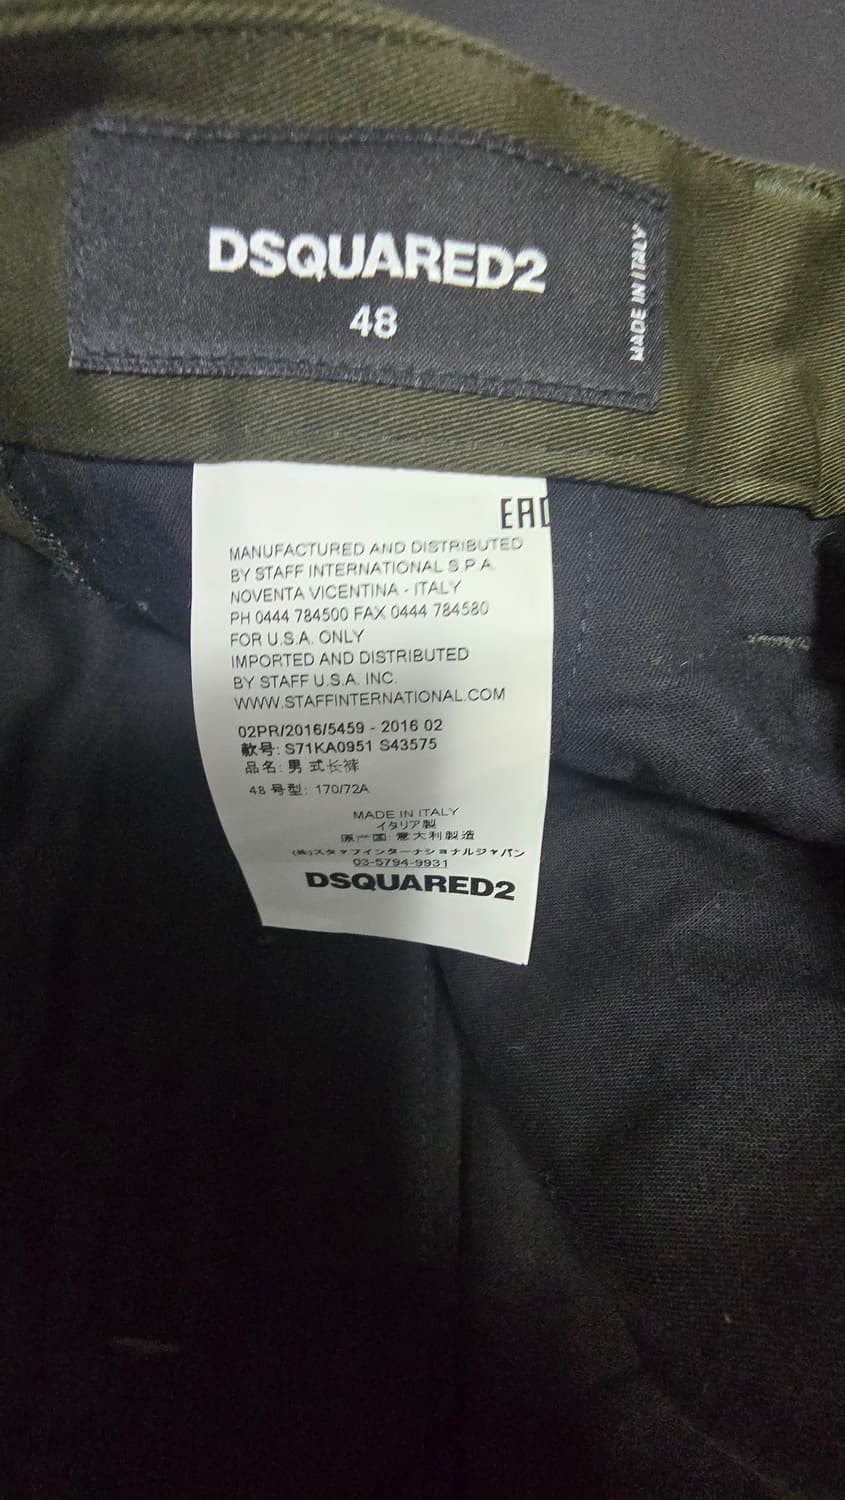 DSQUARED2
48
MADE IN ITALY
EAC
MANUFACTURED AND DISTRIBUTED
BY STAFF INTERNATIONAL S.P.A.
NOVENTA VICENTINA - ITALY
PH 0444 784500 FAX 0444 784580
FOR U.S.A. ONLY
IMPORTED AND DISTRIBUTED
BY STAFF U.S.A. INC.
WWW.STAFFINTERNATIONAL.COM
02PR/2016/5459 - 2016 02
款号: S71KA0951 S43575
品名: 男式长裤
48 号型: 170/72A
MADE IN ITALY
イタリア製
原产国: 意大利製造
(株)スタッフインターナショナルジャパン
03-5794-9931
DSQUARED2